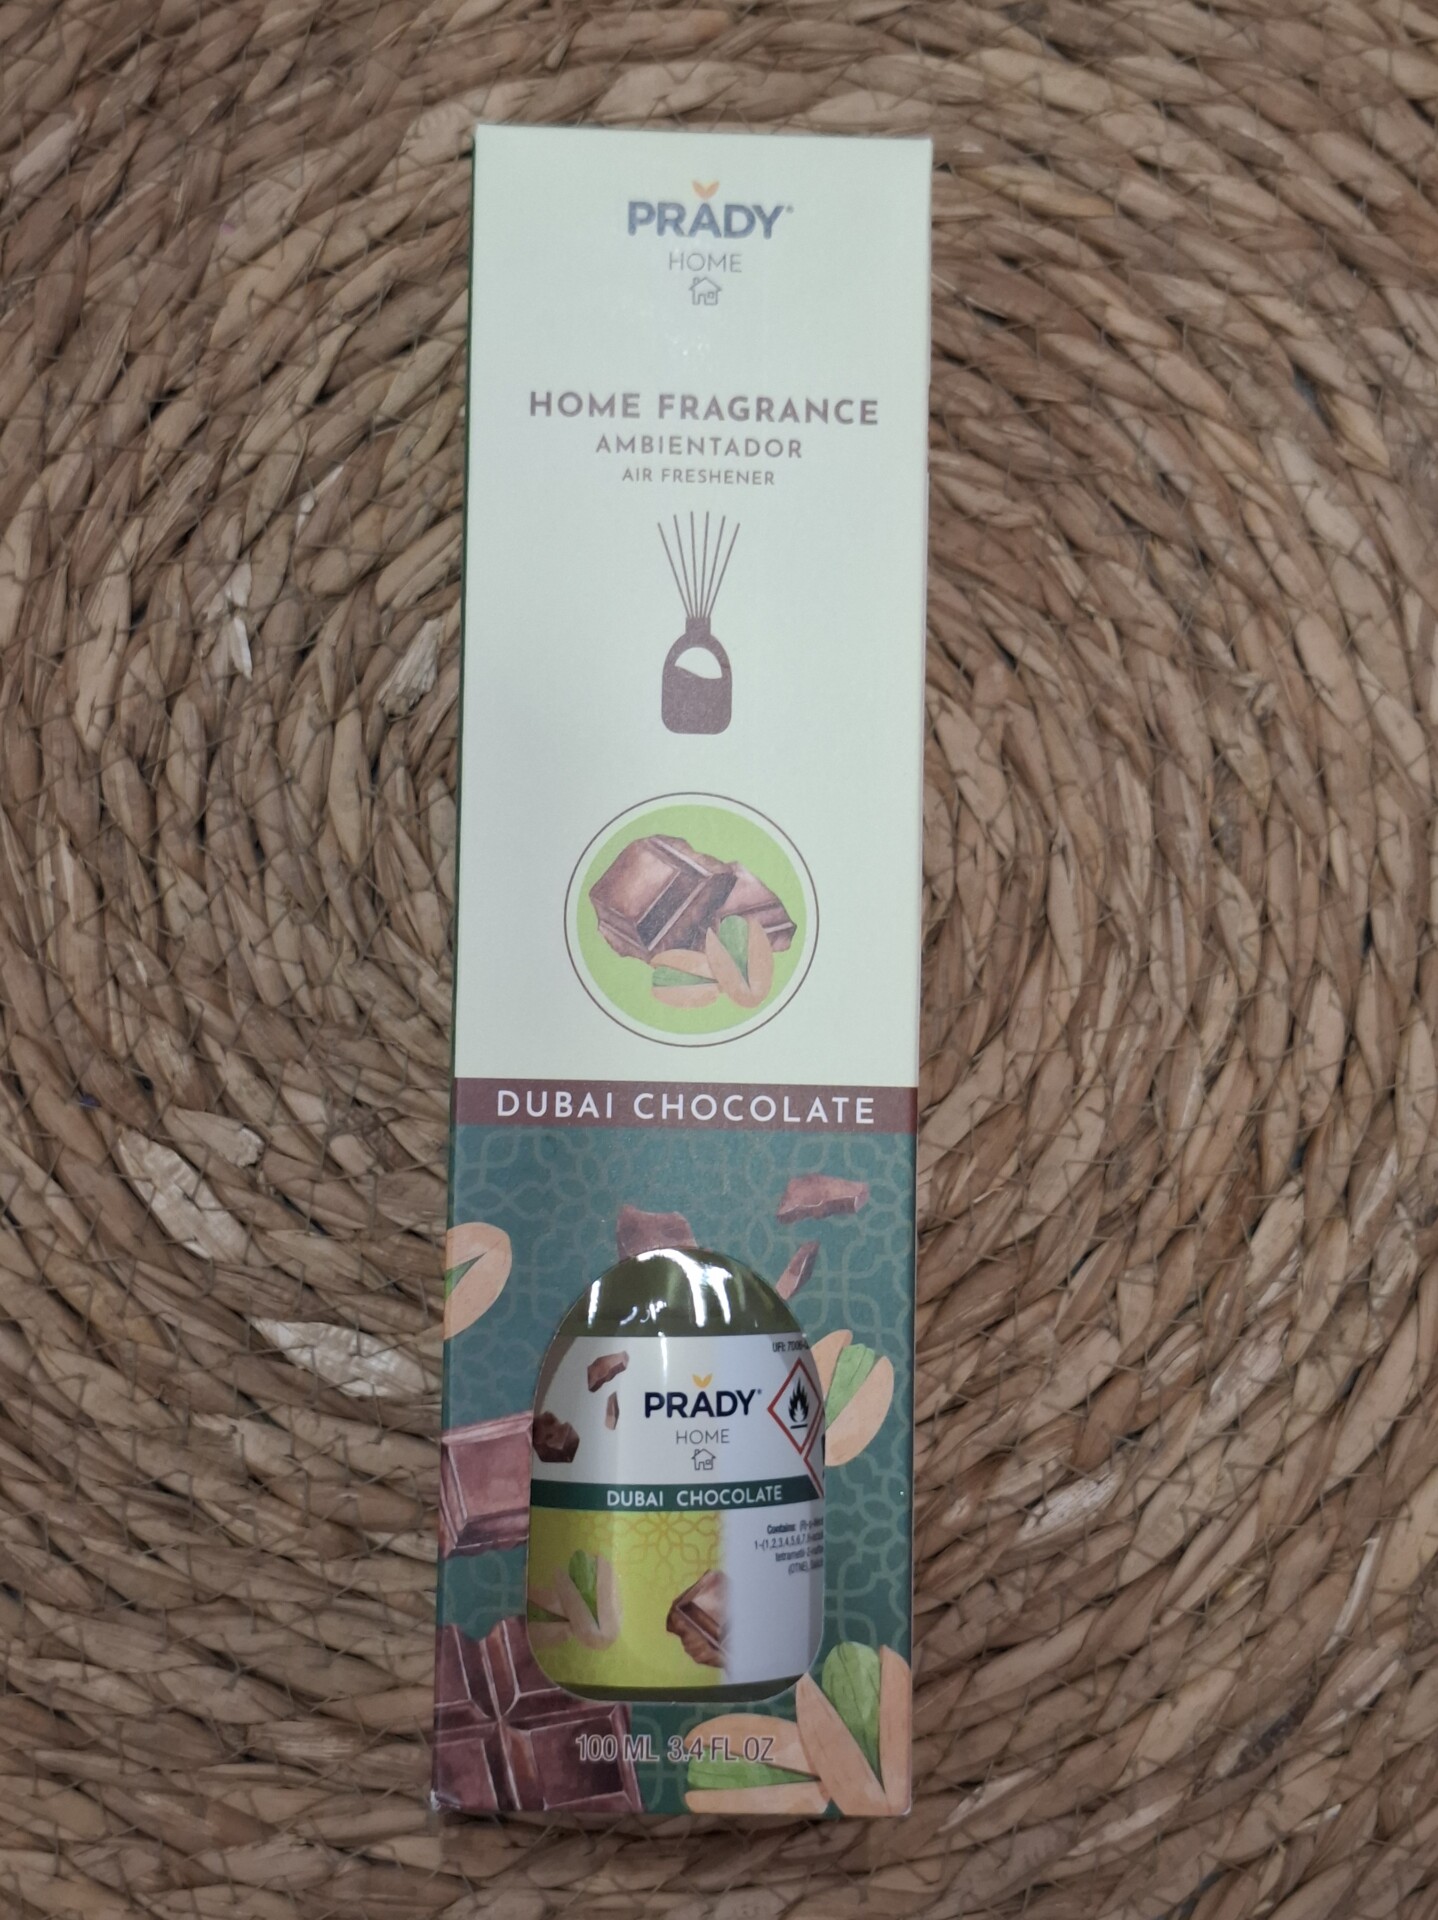 PRADY®
HOME
HOME FRAGRANCE
AMBIENTADOR
AIR FRESHENER
DUBAI CHOCOLATE
UFI:
PRADY®
HOME
DUBAI CHOCOLATE
Contains:
100 ML 3.4 FL OZ